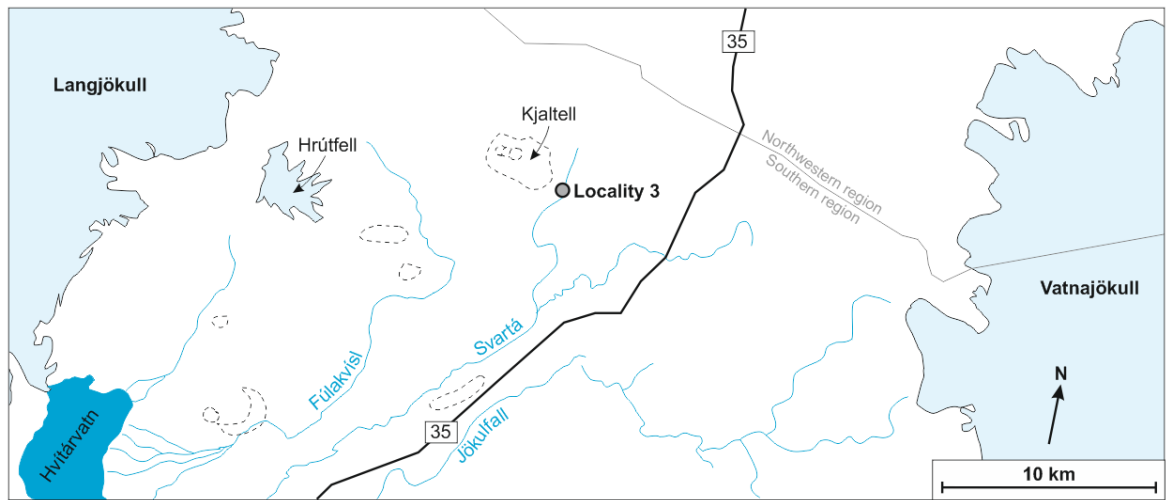 35
Langjökull
Kjaltell
Hrútfell
Northwestern region
Southern region
Locality 3
Vatnajökull
Svartá
Fúlakvísl
N
Hvítárvatn
35
Jökulfall
10 km